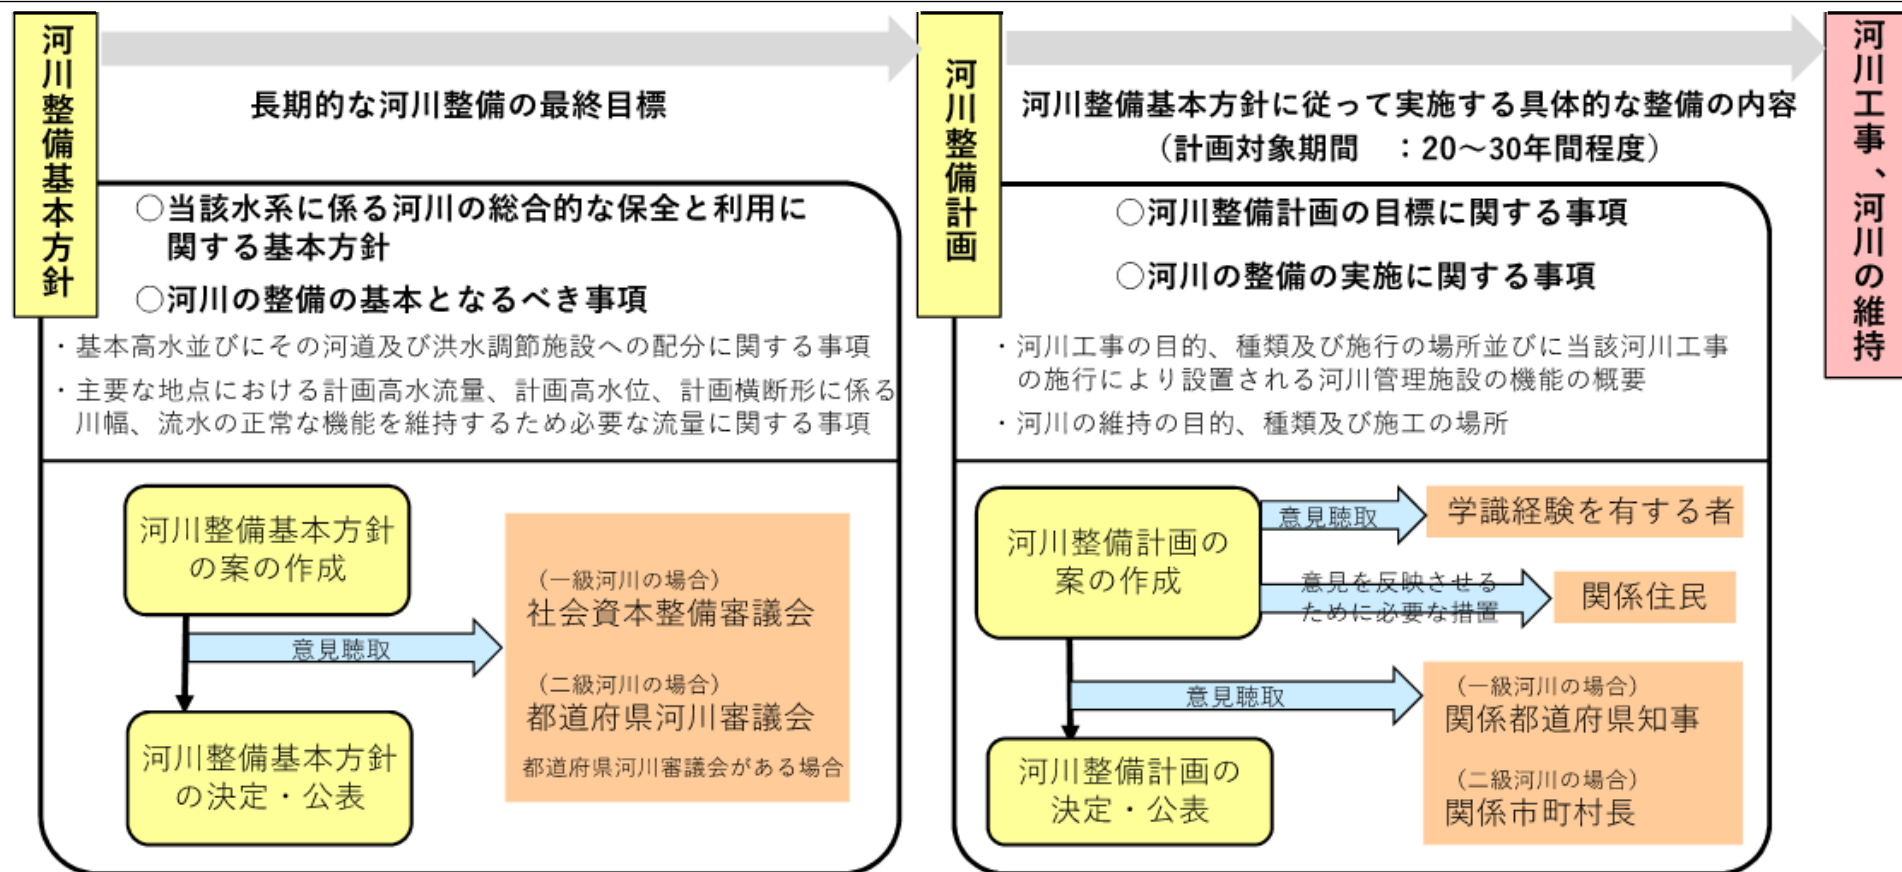 河川整備基本方針
長期的な河川整備の最終目標
○当該水系に係る河川の総合的な保全と利用に
関する基本方針
○河川の整備の基本となるべき事項
・基本高水並びにその河道及び洪水調節施設への配分に関する事項
・主要な地点における計画高水流量、計画高水位、計画横断形に係る
川幅、流水の正常な機能を維持するため必要な流量に関する事項
河川整備基本方針
の案の作成
意見聴取
（一級河川の場合）
社会資本整備審議会
（二級河川の場合）
都道府県河川審議会
都道府県河川審議会がある場合
河川整備基本方針
の決定・公表
河川整備計画
河川整備基本方針に従って実施する具体的な整備の内容
（計画対象期間　：20～30年間程度）
○河川整備計画の目標に関する事項
○河川の整備の実施に関する事項
・河川工事の目的、種類及び施行の場所並びに当該河川工事
の施行により設置される河川管理施設の機能の概要
・河川の維持の目的、種類及び施工の場所
河川整備計画の
案の作成
意見聴取
学識経験を有する者
意見を反映させる
ために必要な措置
関係住民
意見聴取
（一級河川の場合）
関係都道府県知事
（二級河川の場合）
関係市町村長
河川整備計画の
決定・公表
河川工事、河川の維持